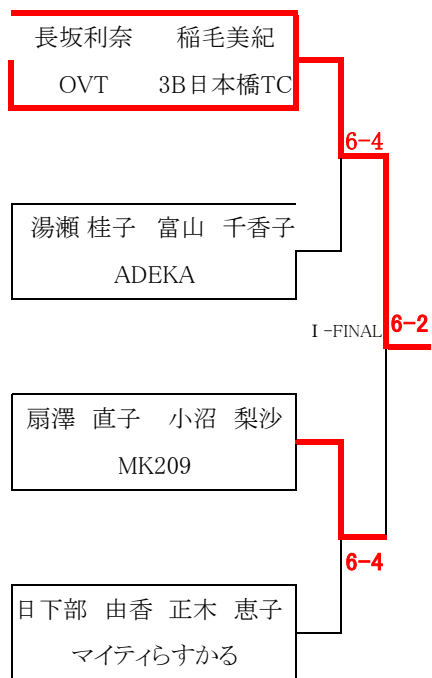 長坂利奈 稲毛美紀
OVT 3B日本橋TC
6-4
湯瀬 桂子 富山 千香子
ADEKA
I -FINAL 6-2
扇澤 直子 小沼 梨沙
MK209
6-4
日下部 由香 正木 恵子
マイティらすかる